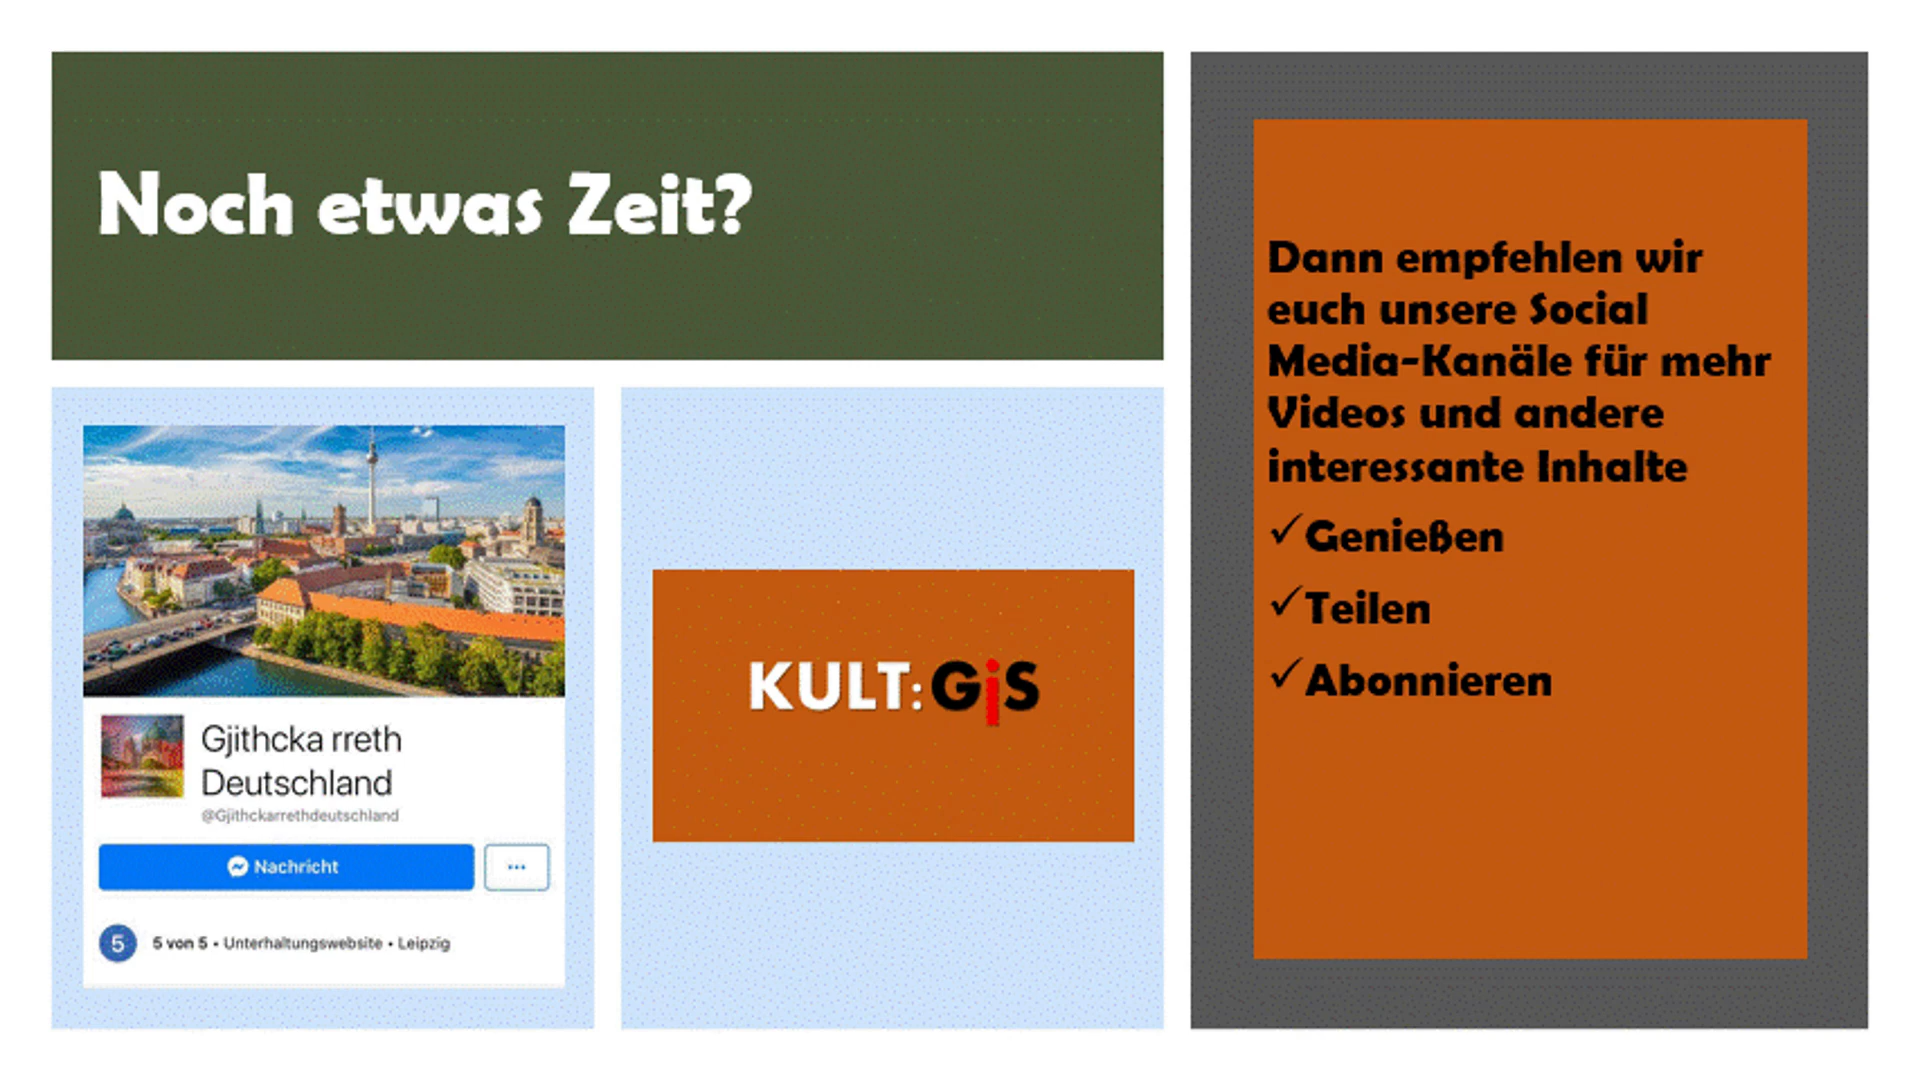 Noch etwas Zeit?
Gjithcka rreth
Deutschland
@Gjithckarrethdeutschland
Nachricht
...
5
5 von 5 • Unterhaltungswebsite • Leipzig
KULT:GiS
Dann empfehlen wir
euch unsere Social
Media-Kanäle für mehr
Videos und andere
interessante Inhalte
✓Genießen
✓Teilen
✓Abonnieren